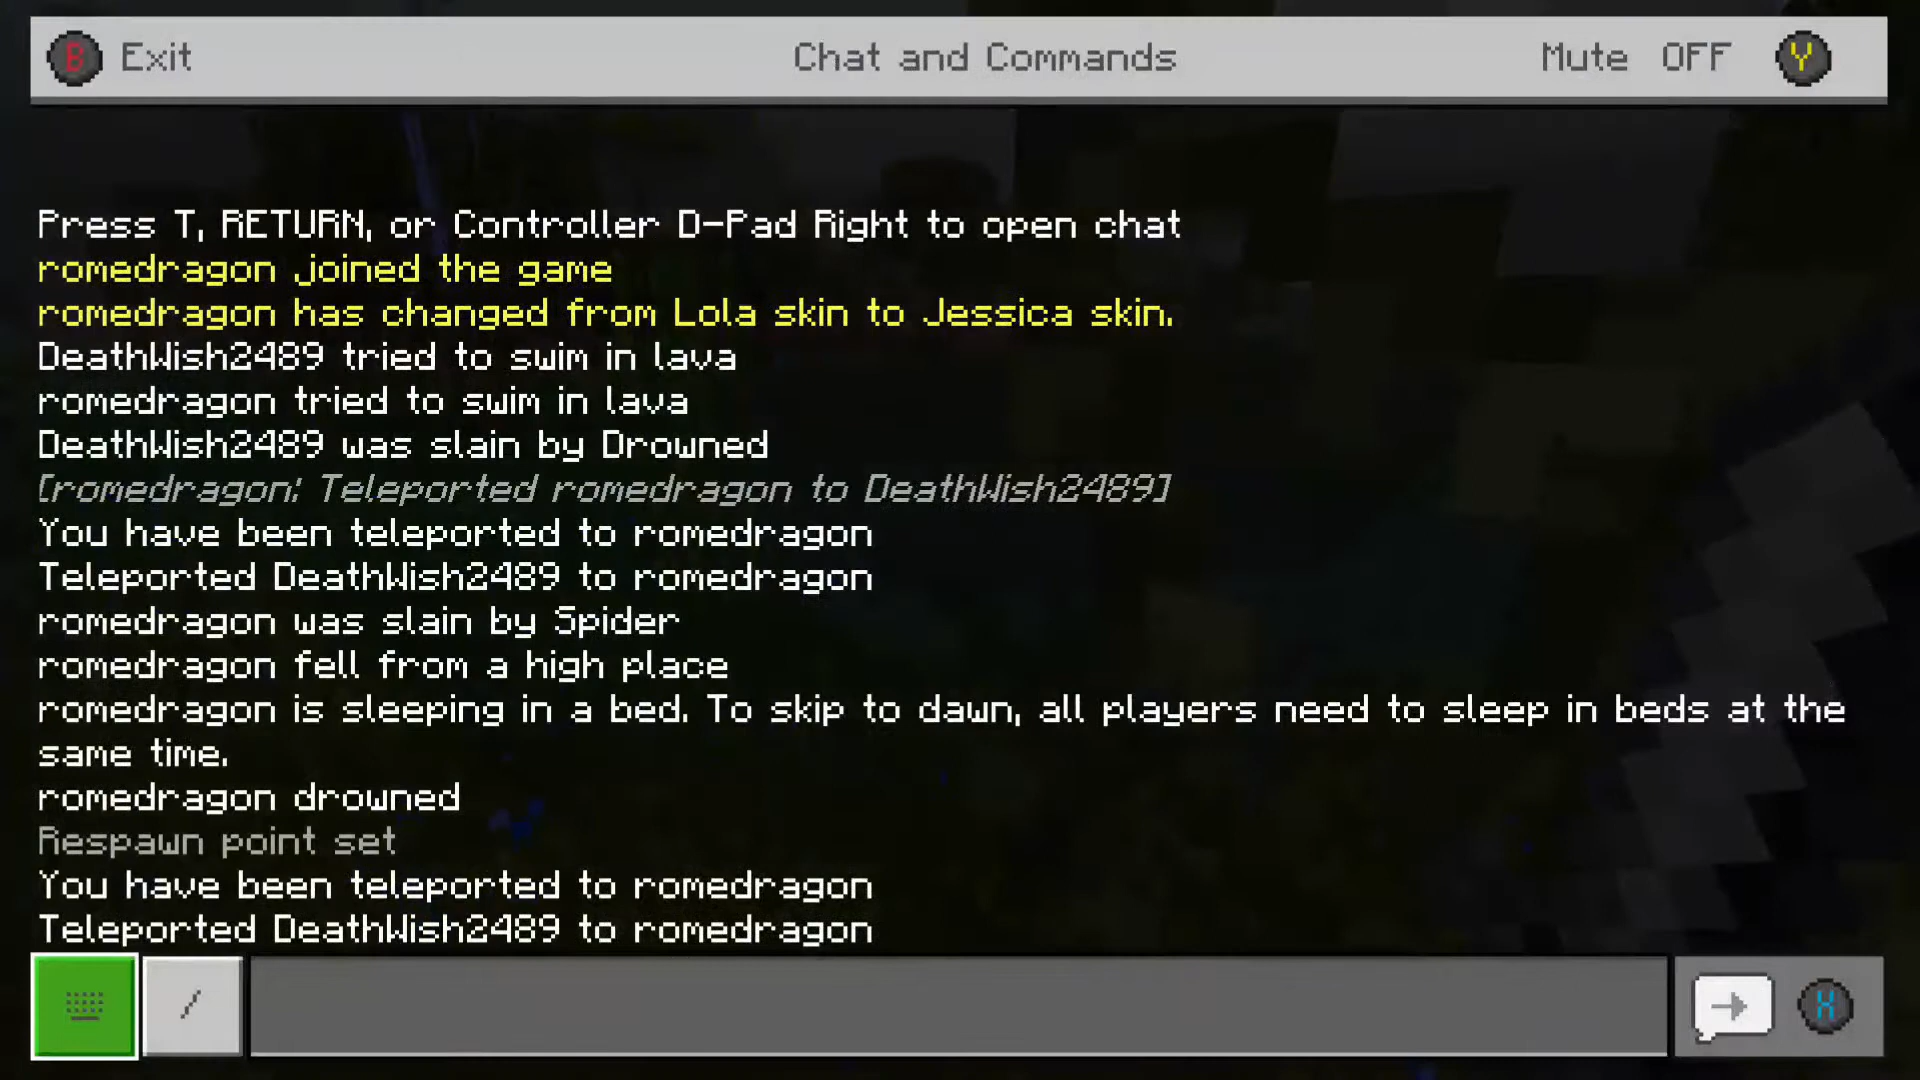 B Exit Chat and Commands Mute OFF Y
Press T, RETURN, or Controller D-Pad Right to open chat
romedragon joined the game
romedragon has changed from Lola skin to Jessica skin.
DeathWish2489 tried to swim in lava
romedragon tried to swim in lava
DeathWish2489 was slain by Drowned
[romedragon: Teleported romedragon to DeathWish2489]
You have been teleported to romedragon
Teleported DeathWish2489 to romedragon
romedragon was slain by Spider
romedragon fell from a high place
romedragon is sleeping in a bed. To skip to dawn, all players need to sleep in beds at the
same time.
romedragon drowned
Respawn point set
You have been teleported to romedragon
Teleported DeathWish2489 to romedragon
/ X